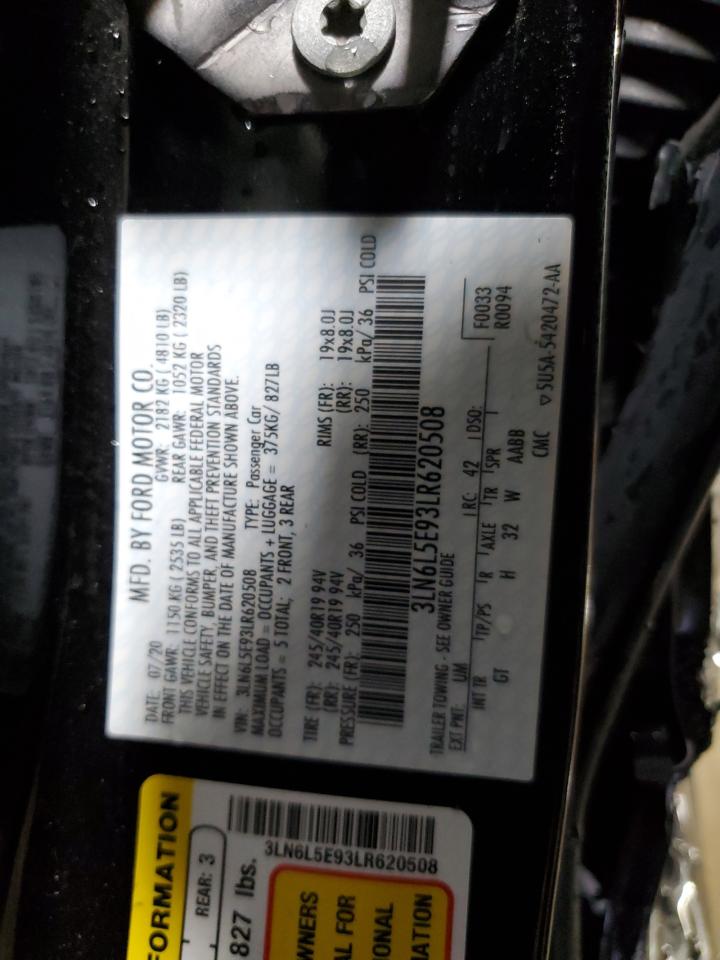 MFD. BY FORD MOTOR CO.
DATE: 07/20 GVWR: 2182 KG ( 4810 LB)
FRONT GAWR: 1150 KG ( 2535 LB) REAR GAWR: 1052 KG ( 2320 LB)
THIS VEHICLE CONFORMS TO ALL APPLICABLE FEDERAL MOTOR
VEHICLE SAFETY, BUMPER, AND THEFT PREVENTION STANDARDS
IN EFFECT ON THE DATE OF MANUFACTURE SHOWN ABOVE.
VIN: 3LN6L5E93LR620508 TYPE: Passenger Car
MAXIMUM LOAD= OCCUPANTS + LUGGAGE = 375KG/ 827LB
OCCUPANTS = 5 TOTAL: 2 FRONT, 3 REAR
TIRE (FR): 245/40R19 94V RIMS (FR): 19x8.0J
(RR): 245/40R19 94V (RR): 19x8.0J
PRESSURE (FR): 250 kPa/ 36 PSI COLD (RR): 250 kPa/ 36 PSI COLD
3LN6L5E93LR620508
TRAILER TOWING - SEE OWNER GUIDE
EXT PNT: UM RC: 42 DSO: F0033
INT TR TP/PS R AXLE TR SPR R0094
GT H 32 W AABB
CMC ▽5U5A-5420472-AA
FORMATION
REAR: 3
827 lbs.
3LN6L5E93LR620508
WNERS
AL FOR
IONAL
MATION